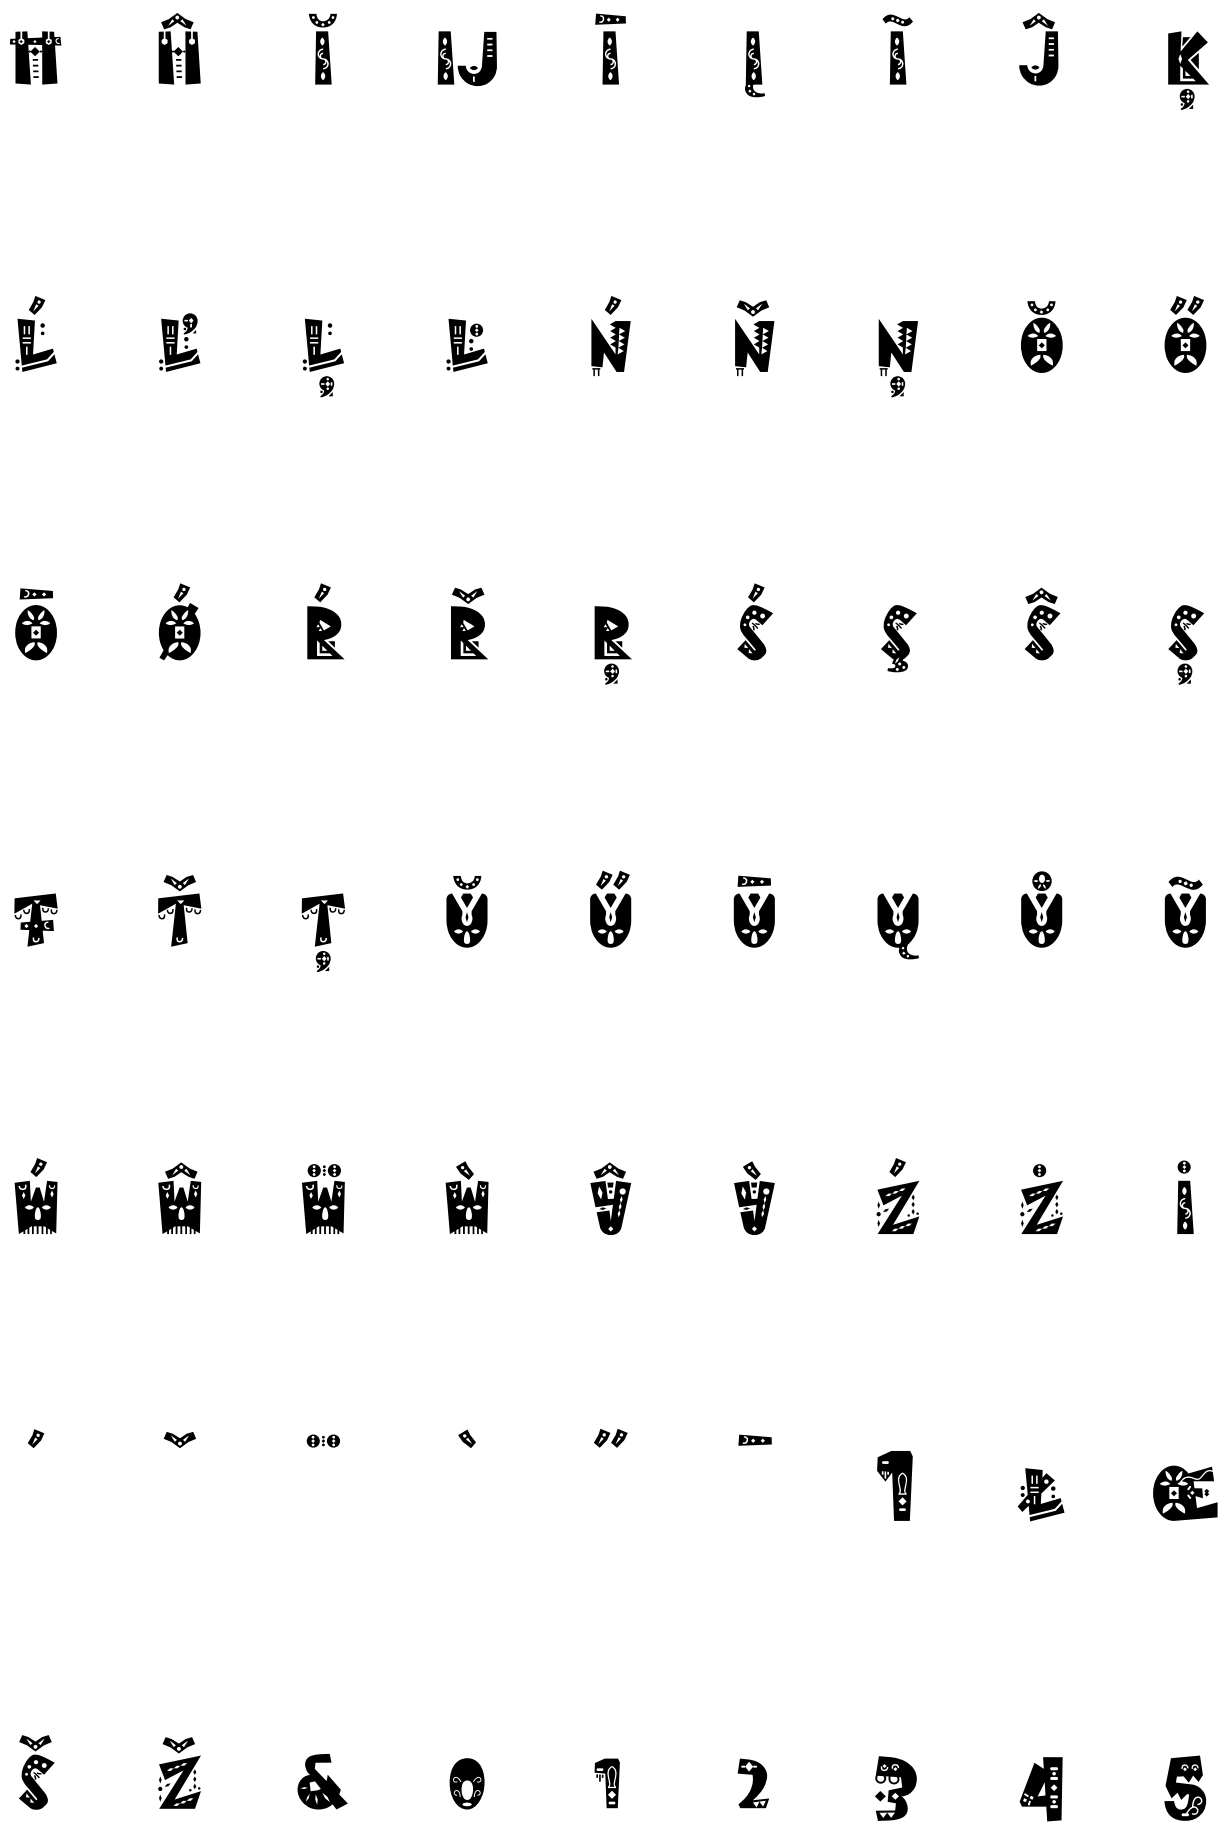 Ħ Ĥ Ĭ Ĳ Ī Į Ĩ Ĵ Ķ
Ĺ Ľ Ļ Ŀ Ń Ň Ņ Ŏ Ő
Ō Ǿ Ŕ Ř Ŗ Ś Ş Ŝ Ș
Ŧ Ť Ț Ŭ Ű Ū Ų Ů Ũ
Ẃ Ŵ Ẅ Ẁ Ŷ Ỳ Ź Ż İ
´ ˇ ¨ ` ˝ ¯ 1 Ł Œ
Š Ž & 0 1 2 3 4 5